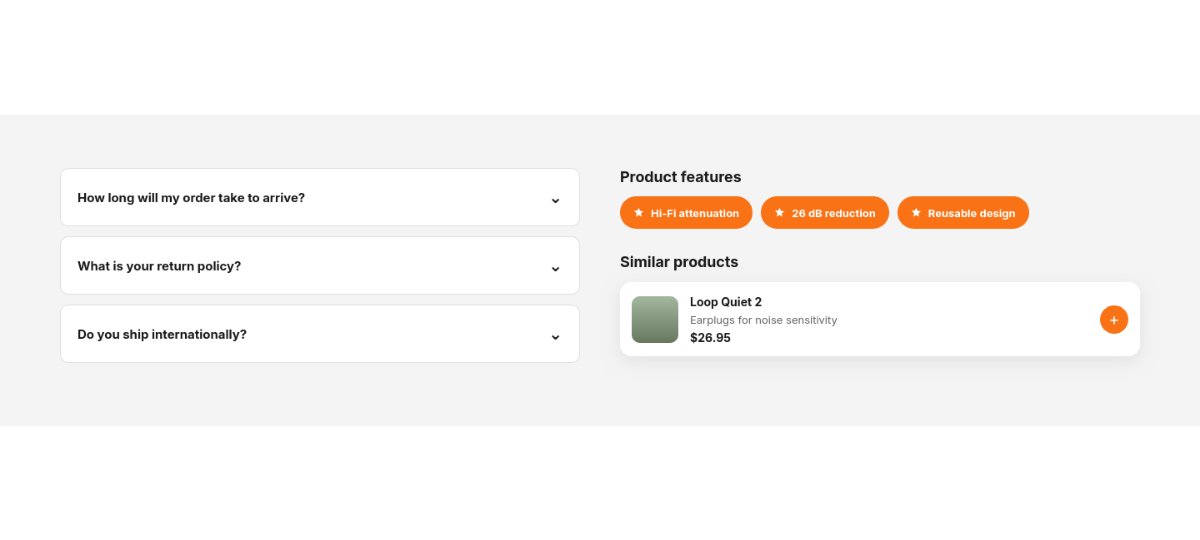 How long will my order take to arrive?
What is your return policy?
Do you ship internationally?
Product features
Hi-Fi attenuation
26 dB reduction
Reusable design
Similar products
Loop Quiet 2
Earplugs for noise sensitivity
$26.95
+